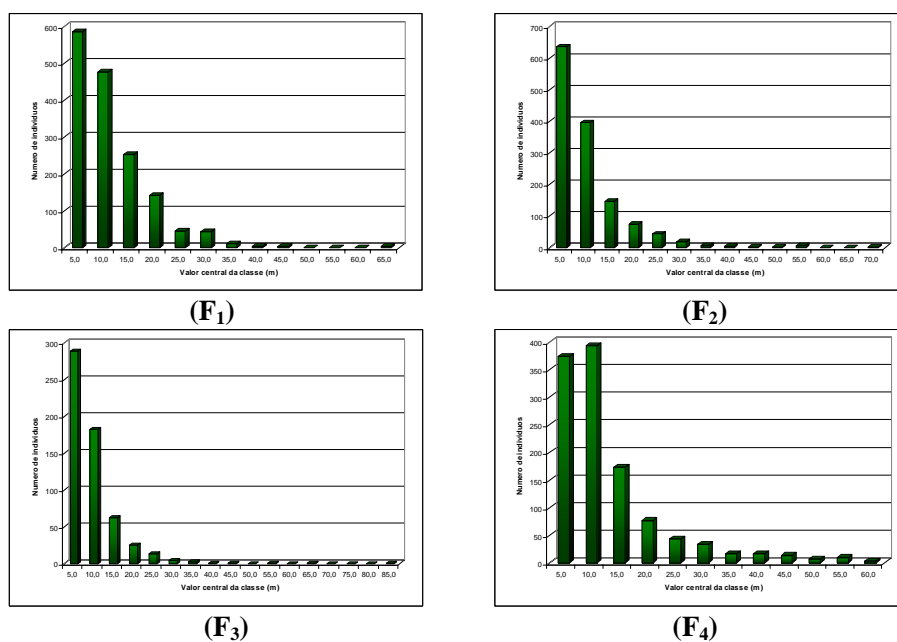 600
500
400
300
200
100
0
Numero de individuos
5,0 10,0 15,0 20,0 25,0 30,0 35,0 40,0 45,0 50,0 55,0 60,0 65,0
Valor central da classe (m)
(F1)
700
600
500
400
300
200
100
0
Numero de individuos
5,0 10,0 15,0 20,0 25,0 30,0 35,0 40,0 45,0 50,0 55,0 60,0 65,0 70,0
Valor central da classe (m)
(F2)
300
250
200
150
100
50
0
Numero de individuos
5,0 10,0 15,0 20,0 25,0 30,0 35,0 40,0 45,0 50,0 55,0 60,0 65,0 70,0 75,0 80,0 85,0
Valor central da classe (m)
(F3)
400
350
300
250
200
150
100
50
0
Numero de individuos
5,0 10,0 15,0 20,0 25,0 30,0 35,0 40,0 45,0 50,0 55,0 60,0
Valor central da classe (m)
(F4)